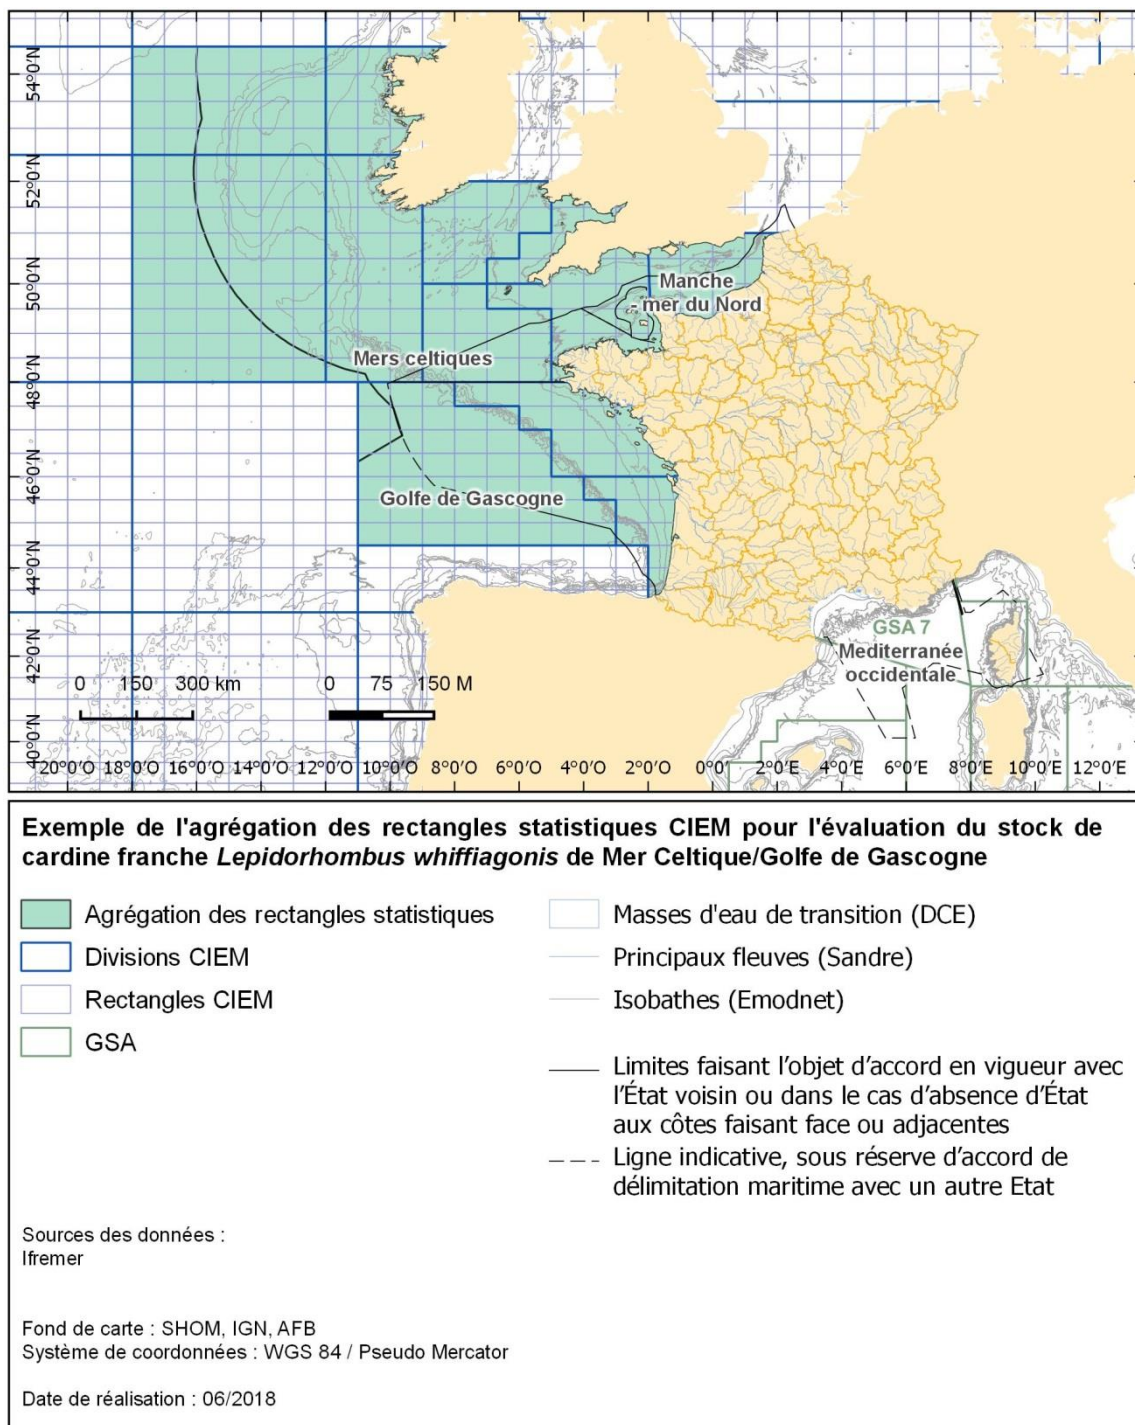 54°0'N
52°0'N
50°0'N
48°0'N
46°0'N
44°0'N
42°0'N
40°0'N
Manche
- mer du Nord
Mers celtiques
Golfe de Gascogne
GSA 7
Mediterranée
occidentale
0 150 300 km
0 75 150 M
20°0'O 18°0'O 16°0'O 14°0'O 12°0'O 10°0'O 8°0'O 6°0'O 4°0'O 2°0'O 0°0' 2°0'E 4°0'E 6°0'E 8°0'E 10°0'E 12°0'E
Exemple de l'agrégation des rectangles statistiques CIEM pour l'évaluation du stock de
cardine franche Lepidorhombus whiffiagonis de Mer Celtique/Golfe de Gascogne
Agrégation des rectangles statistiques
Divisions CIEM
Rectangles CIEM
GSA
Masses d'eau de transition (DCE)
Principaux fleuves (Sandre)
Isobathes (Emodnet)
Limites faisant l'objet d'accord en vigueur avec
l'État voisin ou dans le cas d'absence d'État
aux côtes faisant face ou adjacentes
Ligne indicative, sous réserve d'accord de
délimitation maritime avec un autre Etat
Sources des données :
Ifremer
Fond de carte : SHOM, IGN, AFB
Système de coordonnées : WGS 84 / Pseudo Mercator
Date de réalisation : 06/2018